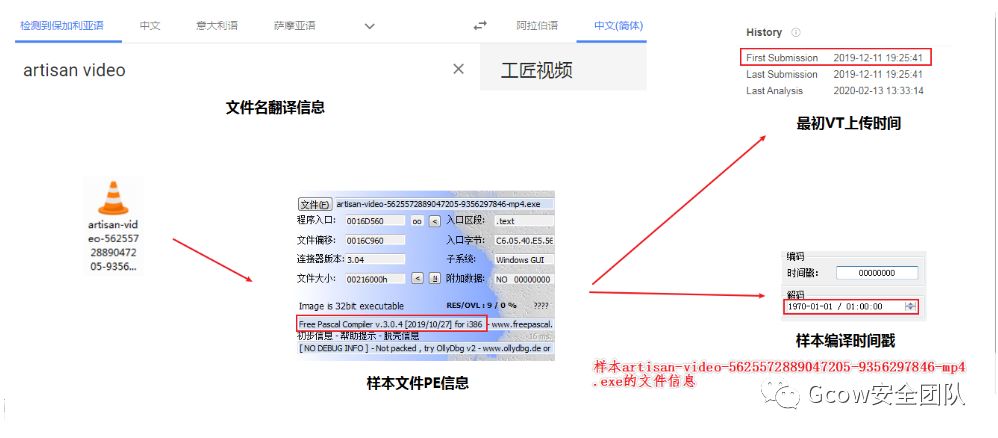 检测到保加利亚语 中文 意大利语 萨摩亚语 阿拉伯语 中文(简体)
artisan video
工匠视频
文件名翻译信息
History
First Submission 2019-12-11 19:25:41
Last Submission 2019-12-11 19:25:41
Last Analysis 2020-02-13 13:33:14
最初VT上传时间
artisan-vid
eo-562557
28890472
05-9356...
文件(F) artisan-video-5625572889047205-9356297846-mp4.exe
程序入口: 0016D560 oo < 入口区段: .text
文件偏移: 0016C960 入口字节: C6.05.40.E5.56
连接器版本: 3.04 子系统: Windows GUI
文件大小: 00216000h < 附加数据: NO 00000000
Image is 32bit executable RES/OVL : 9 / 0 % ????
Free Pascal Compiler v.3.0.4 [2019/10/27] for i386 - www.freepascal.
初步信息 - 帮助提示 - 脱壳信息 ~16 ms.
[ NO DEBUG INFO ] - Not packed , try OllyDbg v2 - www.ollydbg.de or
样本文件PE信息
编码
时间戳: 00000000
解码
1970-01-01 / 01:00:00
样本编译时间戳
样本artisan-video-5625572889047205-9356297846-mp4
.exe的文件信息
Gcow安全团队